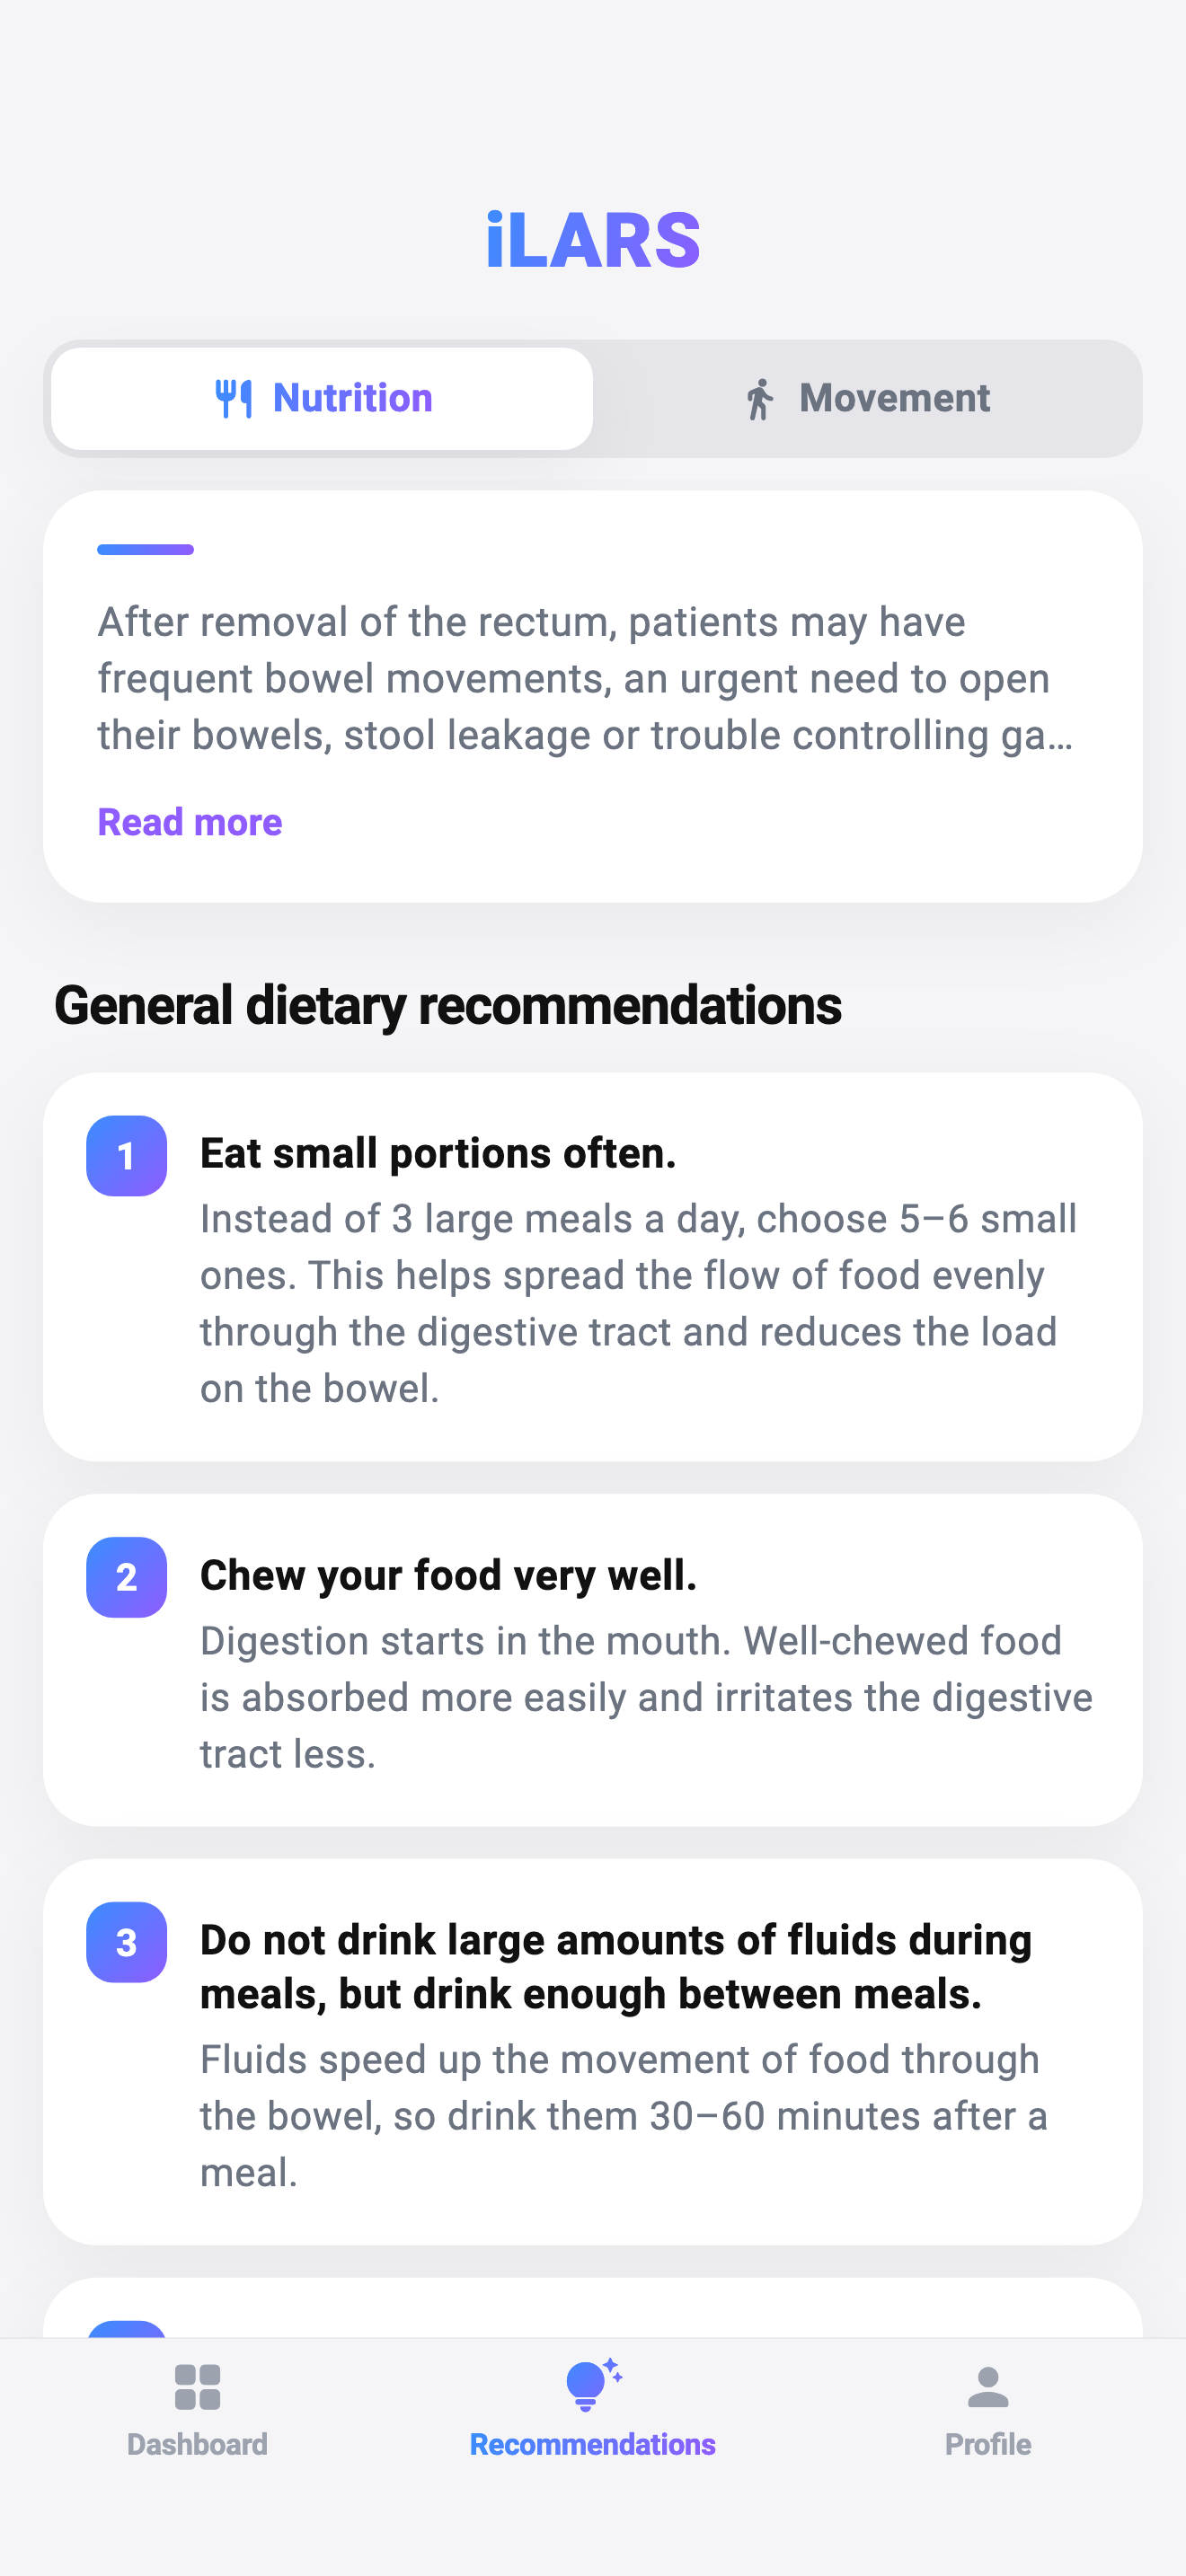 iLARS
Nutrition
Movement
After removal of the rectum, patients may have
frequent bowel movements, an urgent need to open
their bowels, stool leakage or trouble controlling ga…
Read more
General dietary recommendations
1
Eat small portions often.
Instead of 3 large meals a day, choose 5–6 small
ones. This helps spread the flow of food evenly
through the digestive tract and reduces the load
on the bowel.
2
Chew your food very well.
Digestion starts in the mouth. Well-chewed food
is absorbed more easily and irritates the digestive
tract less.
3
Do not drink large amounts of fluids during
meals, but drink enough between meals.
Fluids speed up the movement of food through
the bowel, so drink them 30–60 minutes after a
meal.
Dashboard
Recommendations
Profile